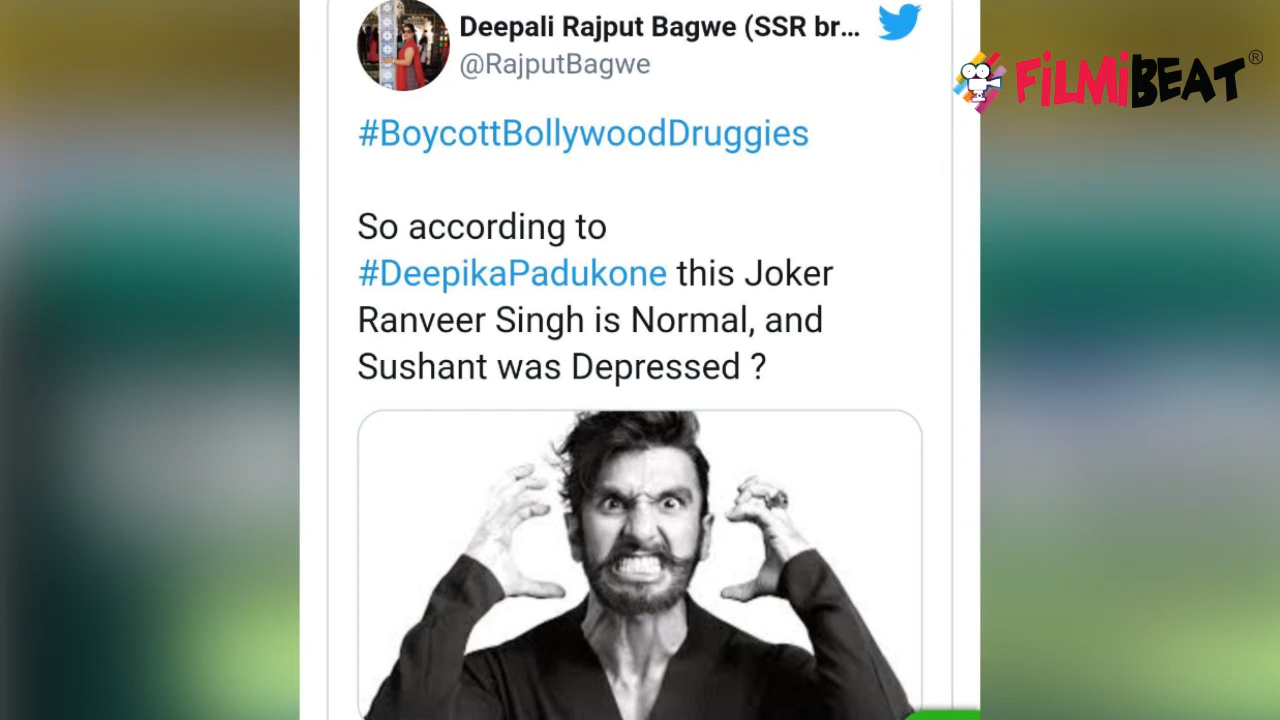 Deepali Rajput Bagwe (SSR br...
@RajputBagwe
FiLMiBEAT®
#BoycottBollywoodDruggies
So according to
#DeepikaPadukone this Joker
Ranveer Singh is Normal, and
Sushant was Depressed ?